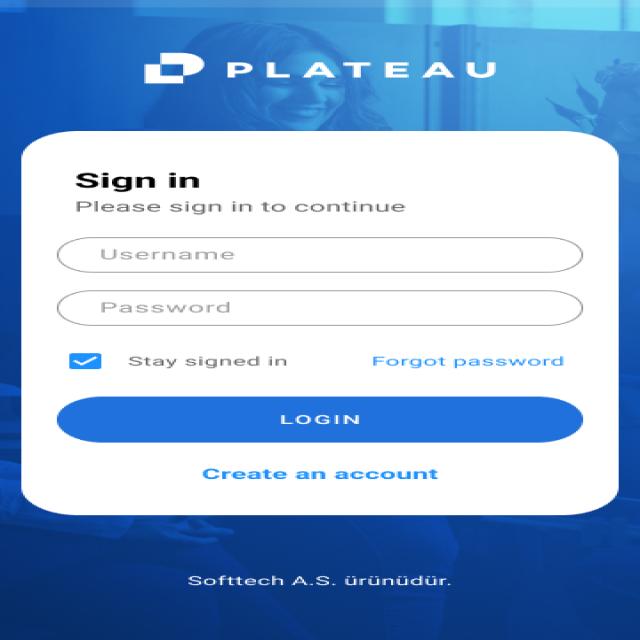 PLATEAU
Sign in
Please sign in to continue
Username
Password
Stay signed in
Forgot password
LOGIN
Create an account
Softtech A.S. ürünüdür.